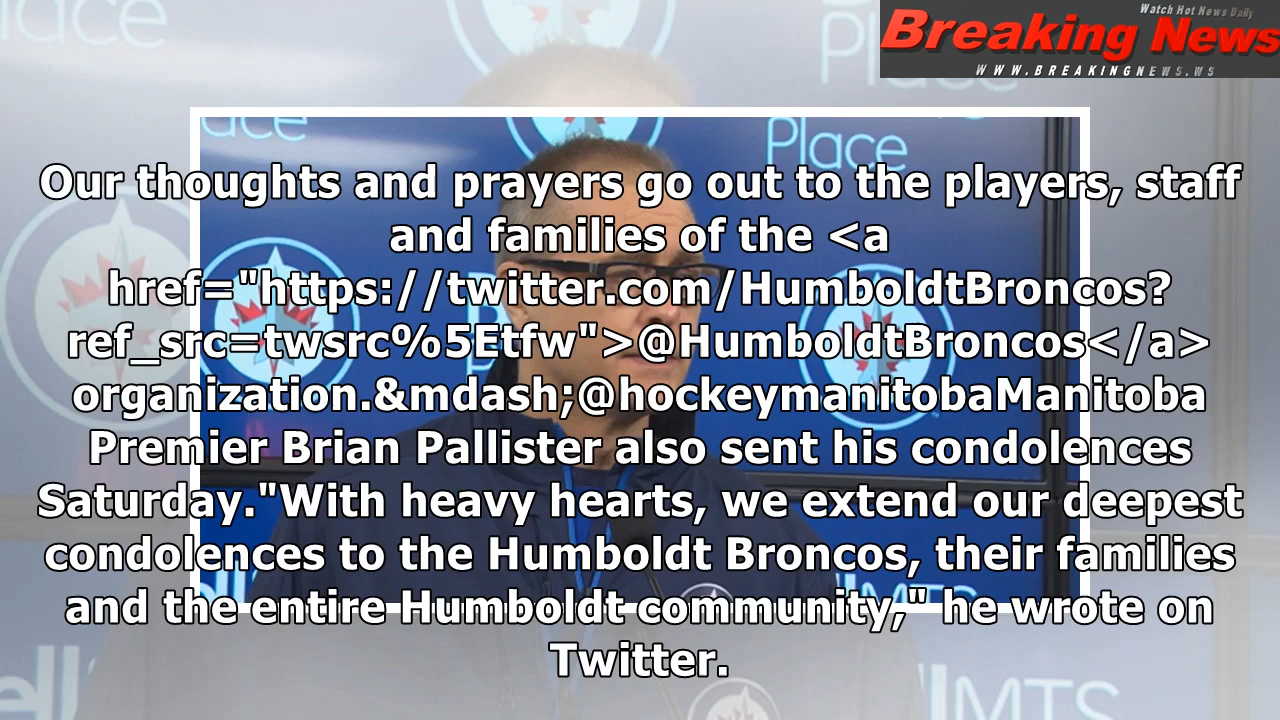 Watch Hot News Daily
Breaking News
WWW.BREAKINGNEWS.WS
Place
Place
Our thoughts and prayers go out to the players, staff
and families of the <a
href="https://twitter.com/HumboldtBroncos?
ref_src=twsrc%5Etfw">@HumboldtBroncos</a>
organization.&mdash;@hockeymanitobaManitoba
Premier Brian Pallister also sent his condolences
Saturday."With heavy hearts, we extend our deepest
condolences to the Humboldt Broncos, their families
and the entire Humboldt community," he wrote on
Twitter.
MTS